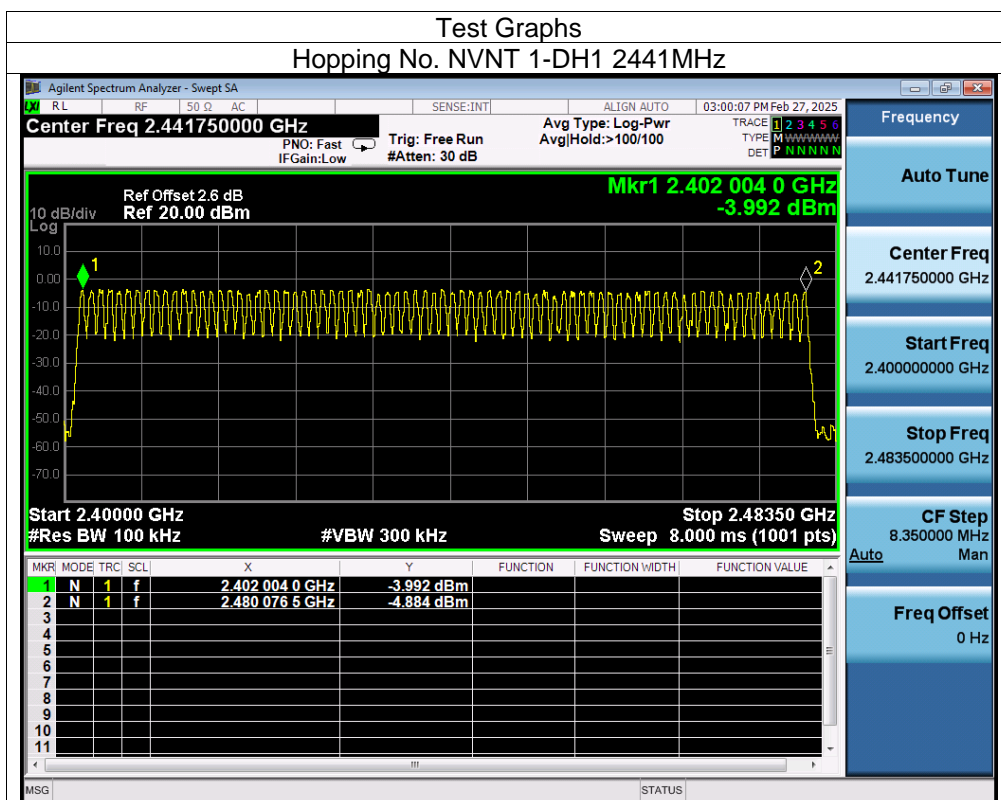 Test Graphs
Hopping No. NVNT 1-DH1 2441MHz
Agilent Spectrum Analyzer - Swept SA
LXI RL RF 50 Ω AC SENSE:INT ALIGN AUTO 03:00:07 PM Feb 27, 2025
Center Freq 2.441750000 GHz
PNO: Fast
IFGain:Low
Trig: Free Run
#Atten: 30 dB
Avg Type: Log-Pwr
Avg|Hold:>100/100
TRACE 1 2 3 4 5 6
TYPE M WWWWW
DET P N N N N N
Frequency
Auto Tune
Center Freq
2.441750000 GHz
Start Freq
2.400000000 GHz
Stop Freq
2.483500000 GHz
CF Step
8.350000 MHz
Auto Man
Freq Offset
0 Hz
Mkr1 2.402 004 0 GHz
-3.992 dBm
Ref Offset 2.6 dB
10 dB/div Ref 20.00 dBm
Log
10.0
0.00
-10.0
-20.0
-30.0
-40.0
-50.0
-60.0
-70.0
1
2
Start 2.40000 GHz Stop 2.48350 GHz
#Res BW 100 kHz #VBW 300 kHz Sweep 8.000 ms (1001 pts)
MKR MODE TRC SCL X Y FUNCTION FUNCTION WIDTH FUNCTION VALUE
1 N 1 f 2.402 004 0 GHz -3.992 dBm
2 N 1 f 2.480 076 5 GHz -4.884 dBm
3
4
5
6
7
8
9
10
11
MSG STATUS